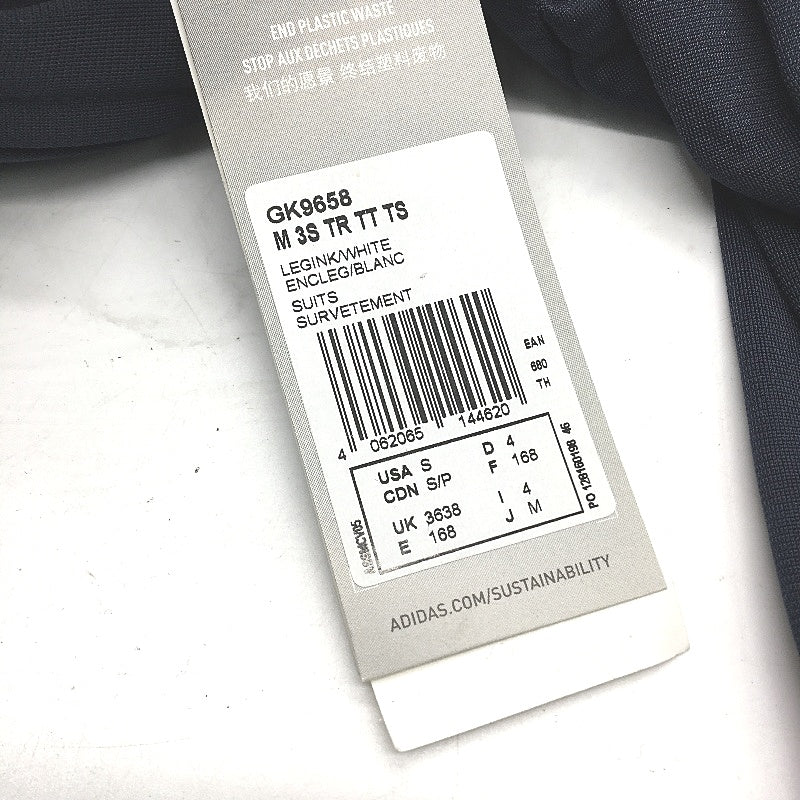 END PLASTIC WASTE
STOP AUX DÉCHETS PLASTIQUES
我们的愿景 终结塑料废物
GK9658
M 3S TR TT TS
LEGINK/WHITE
ENCLEG/BLANC
SUITS
SURVETEMENT
EAN
680
TH
4 062065 144620
USA S D 4
CDN S/P F 168
UK 3638 I 4
E 168 J M
PO 128160198 46
ADIDAS.COM/SUSTAINABILITY